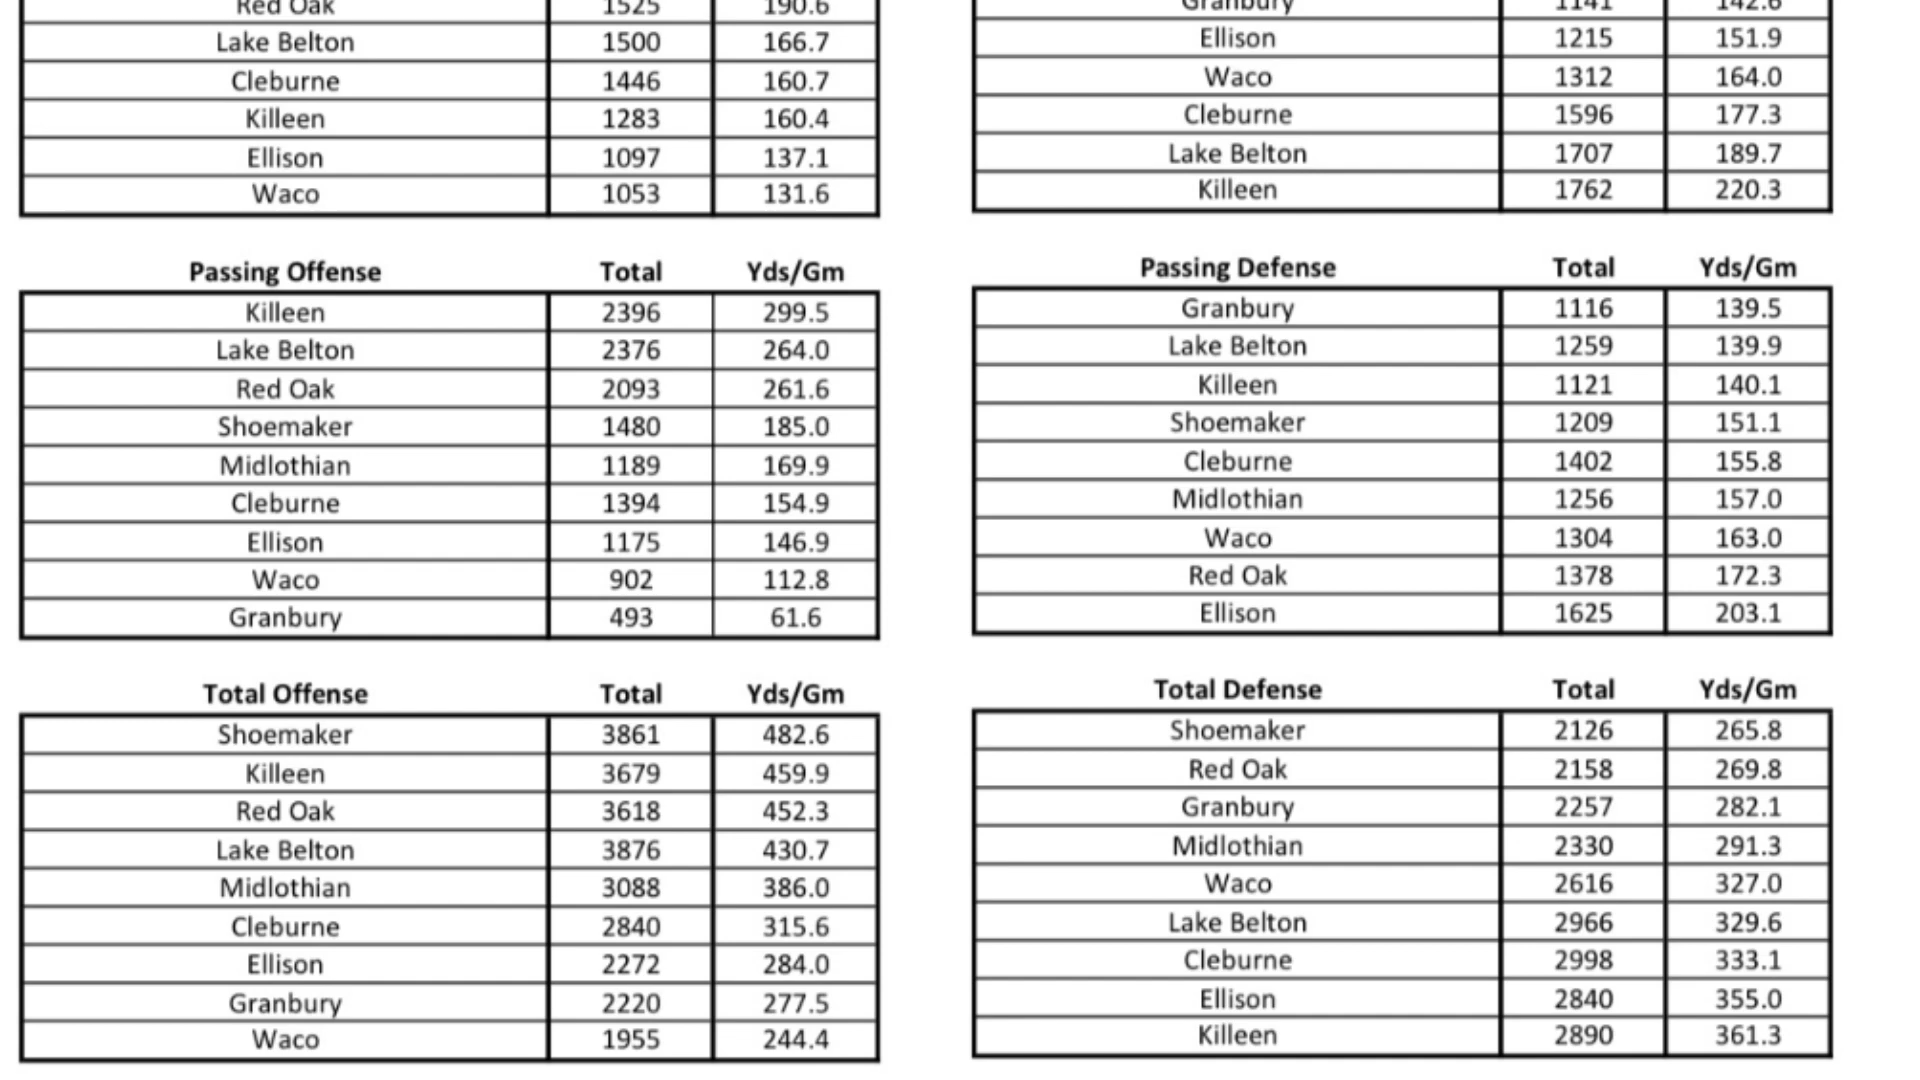 Red Oak 1525 190.6
Lake Belton 1500 166.7
Cleburne 1446 160.7
Killeen 1283 160.4
Ellison 1097 137.1
Waco 1053 131.6
Passing Offense Total Yds/Gm
Killeen 2396 299.5
Lake Belton 2376 264.0
Red Oak 2093 261.6
Shoemaker 1480 185.0
Midlothian 1189 169.9
Cleburne 1394 154.9
Ellison 1175 146.9
Waco 902 112.8
Granbury 493 61.6
Total Offense Total Yds/Gm
Shoemaker 3861 482.6
Killeen 3679 459.9
Red Oak 3618 452.3
Lake Belton 3876 430.7
Midlothian 3088 386.0
Cleburne 2840 315.6
Ellison 2272 284.0
Granbury 2220 277.5
Waco 1955 244.4
Granbury 1141 142.6
Ellison 1215 151.9
Waco 1312 164.0
Cleburne 1596 177.3
Lake Belton 1707 189.7
Killeen 1762 220.3
Passing Defense Total Yds/Gm
Granbury 1116 139.5
Lake Belton 1259 139.9
Killeen 1121 140.1
Shoemaker 1209 151.1
Cleburne 1402 155.8
Midlothian 1256 157.0
Waco 1304 163.0
Red Oak 1378 172.3
Ellison 1625 203.1
Total Defense Total Yds/Gm
Shoemaker 2126 265.8
Red Oak 2158 269.8
Granbury 2257 282.1
Midlothian 2330 291.3
Waco 2616 327.0
Lake Belton 2966 329.6
Cleburne 2998 333.1
Ellison 2840 355.0
Killeen 2890 361.3